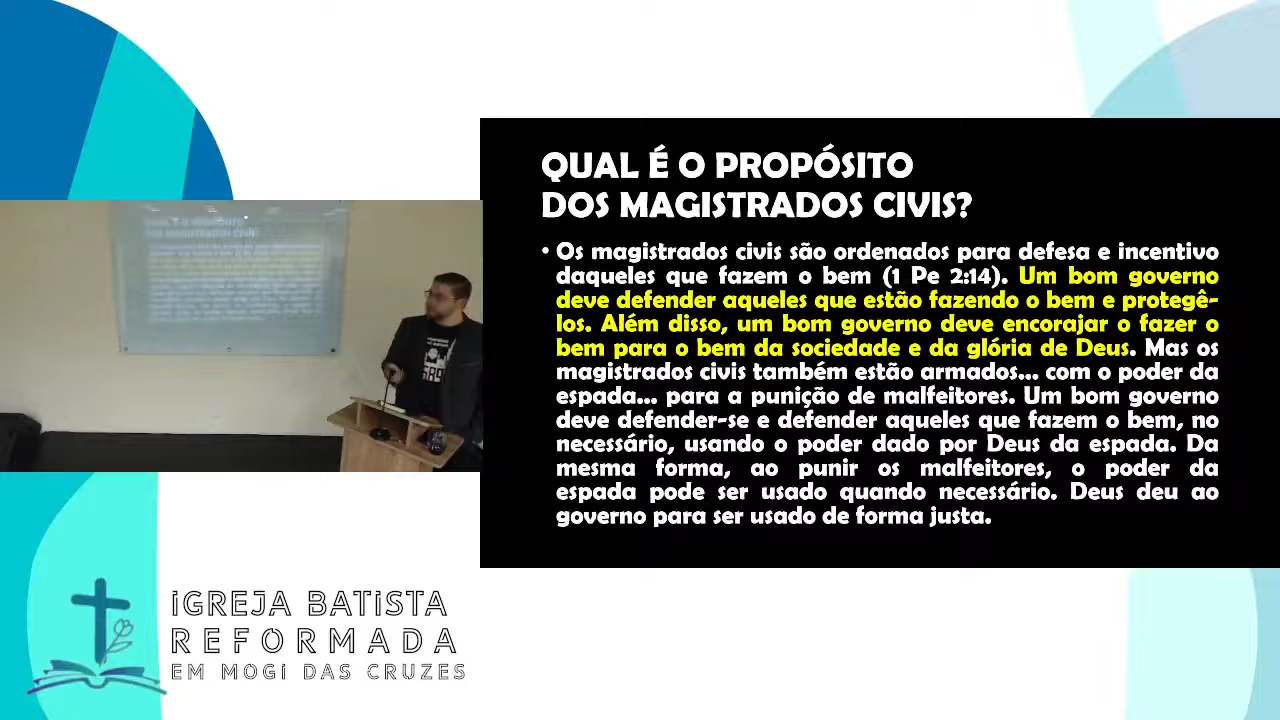 QUAL É O PROPÓSITO
DOS MAGISTRADOS CIVIS?
• Os magistrados civis são ordenados para defesa e incentivo
daqueles que fazem o bem (1 Pe 2:14). Um bom governo
deve defender aqueles que estão fazendo o bem e protegê-
los. Além disso, um bom governo deve encorajar o fazer o
bem para o bem da sociedade e da glória de Deus. Mas os
magistrados civis também estão armados... com o poder da
espada... para a punição de malfeitores. Um bom governo
deve defender-se e defender aqueles que fazem o bem, no
necessário, usando o poder dado por Deus da espada. Da
mesma forma, ao punir os malfeitores, o poder da
espada pode ser usado quando necessário. Deus deu ao
governo para ser usado de forma justa.
689
iGREJA BATiSTA
REFORMADA
EM MOGi DAS CRUZES